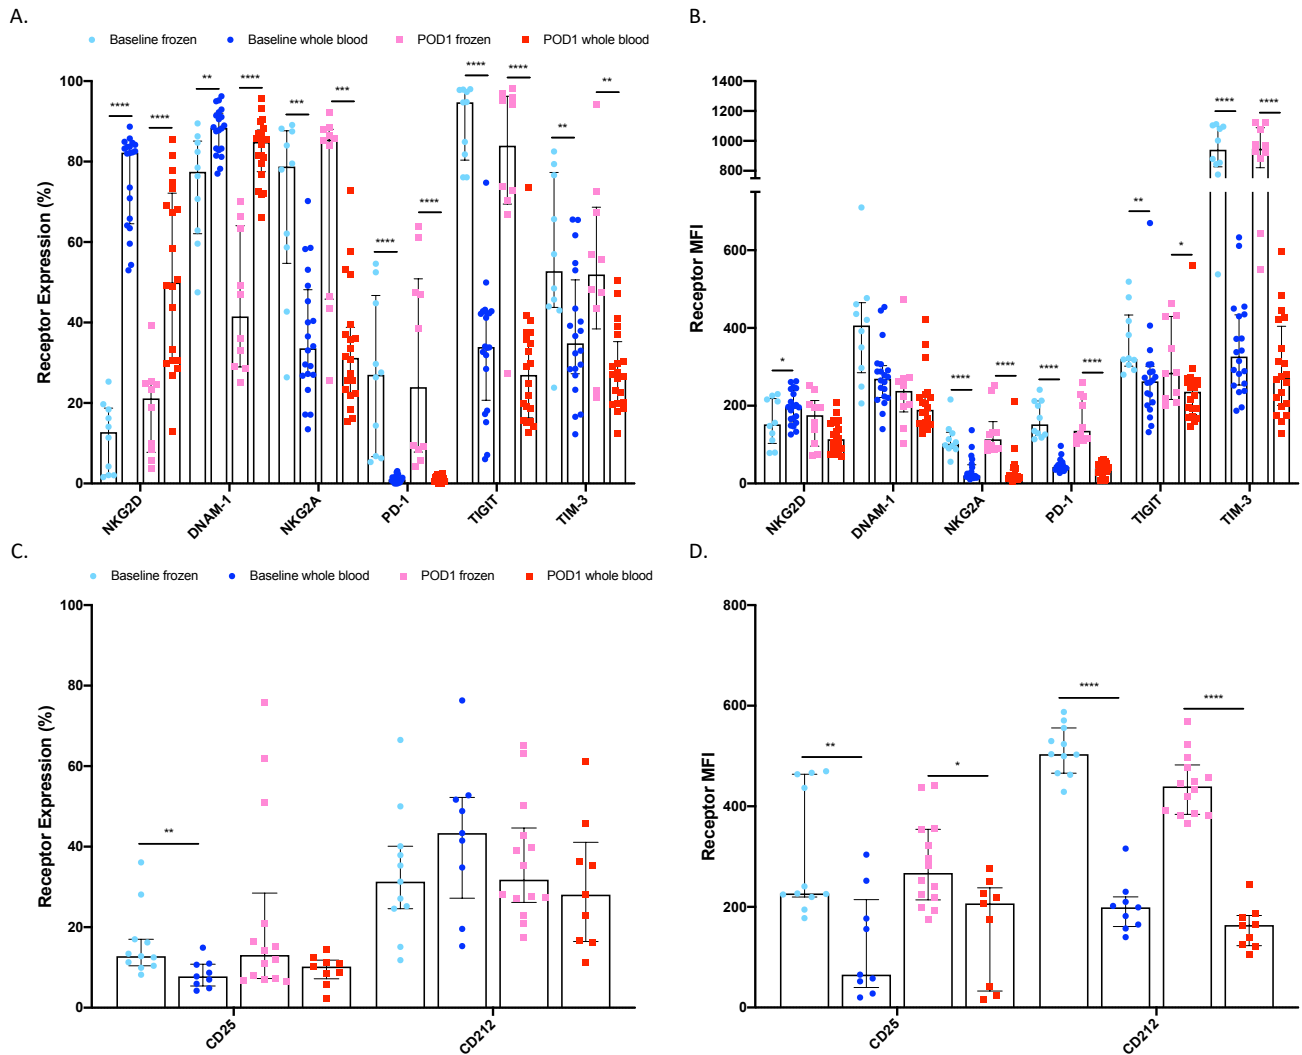 A.
Baseline frozen Baseline whole blood POD1 frozen POD1 whole blood
Receptor Expression (%)
100
80
60
40
20
0
**** **** ** **** *** *** **** **** **** **** ** **
NKG2D DNAM-1 NKG2A PD-1 TIGIT TIM-3
B.
Receptor MFI
1400
1200
1000
800
600
400
200
0
* **** **** **** **** ** * **** ****
NKG2D DNAM-1 NKG2A PD-1 TIGIT TIM-3
C.
Baseline frozen Baseline whole blood POD1 frozen POD1 whole blood
Receptor Expression (%)
100
80
60
40
20
0
**
CD25 CD212
D.
Receptor MFI
800
600
400
200
0
** * **** ****
CD25 CD212